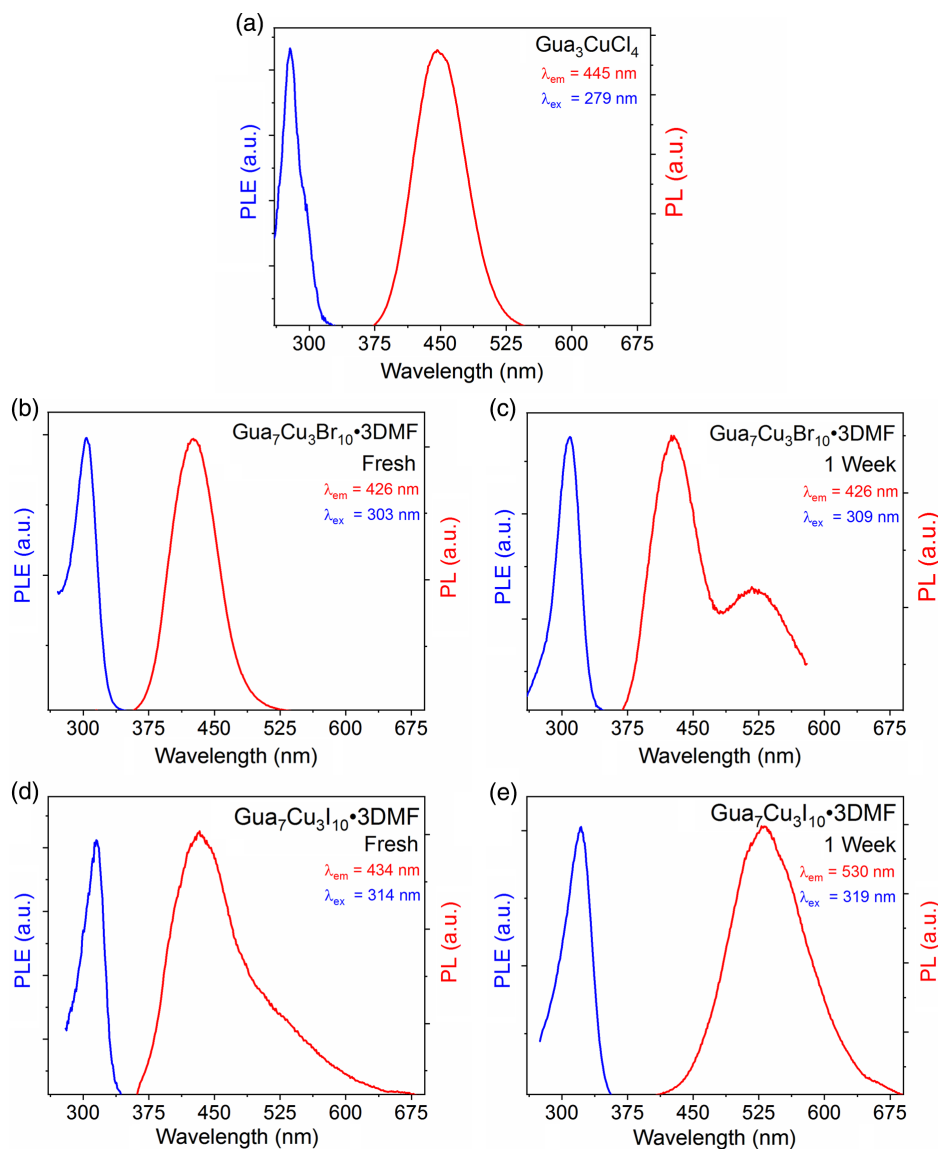 (a)
Gua₃CuCl₄
λem = 445 nm
λex = 279 nm
PLE (a.u.)
PL (a.u.)
300 375 450 525 600 675
Wavelength (nm)
(b)
Gua₇Cu₃Br₁₀•3DMF
Fresh
λem = 426 nm
λex = 303 nm
PLE (a.u.)
PL (a.u.)
300 375 450 525 600 675
Wavelength (nm)
(c)
Gua₇Cu₃Br₁₀•3DMF
1 Week
λem = 426 nm
λex = 309 nm
PLE (a.u.)
PL (a.u.)
300 375 450 525 600 675
Wavelength (nm)
(d)
Gua₇Cu₃I₁₀•3DMF
Fresh
λem = 434 nm
λex = 314 nm
PLE (a.u.)
PL (a.u.)
300 375 450 525 600 675
Wavelength (nm)
(e)
Gua₇Cu₃I₁₀•3DMF
1 Week
λem = 530 nm
λex = 319 nm
PLE (a.u.)
PL (a.u.)
300 375 450 525 600 675
Wavelength (nm)